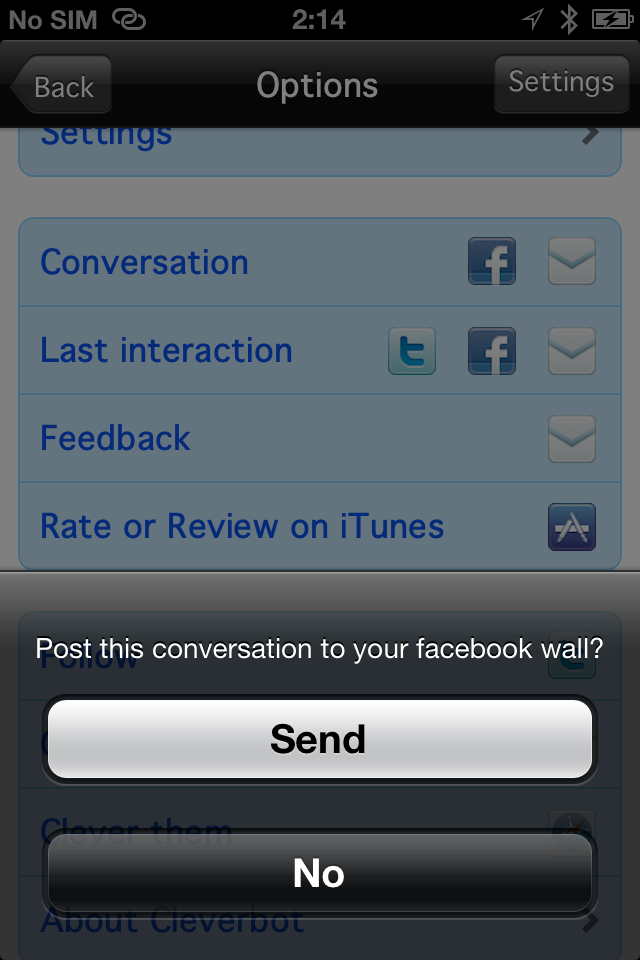 No SIM 2:14
Back Options Settings
Settings
Conversation
Last interaction
Feedback
Rate or Review on iTunes
Post this conversation to your facebook wall?
Follow
Send
Clever them
No
About Cleverbot